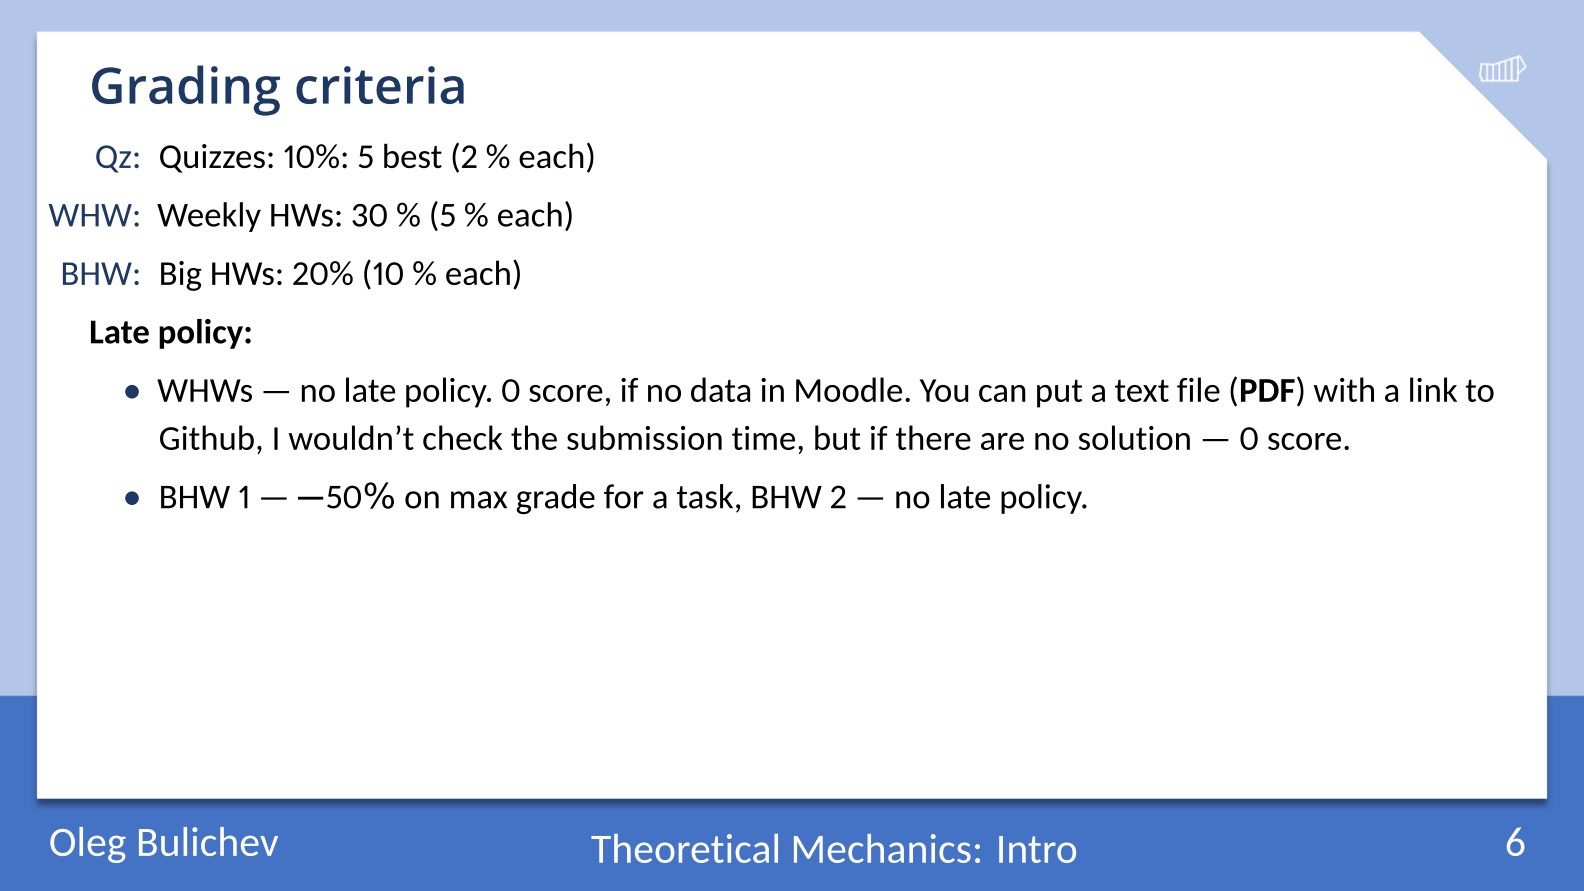 Grading criteria
Qz: Quizzes: 10%: 5 best (2 % each)
WHW: Weekly HWs: 30 % (5 % each)
BHW: Big HWs: 20% (10 % each)
Late policy:
● WHWs — no late policy. 0 score, if no data in Moodle. You can put a text file (PDF) with a link to
Github, I wouldn’t check the submission time, but if there are no solution — 0 score.
● BHW 1 — —50% on max grade for a task, BHW 2 — no late policy.
Oleg Bulichev
Theoretical Mechanics: Intro
6